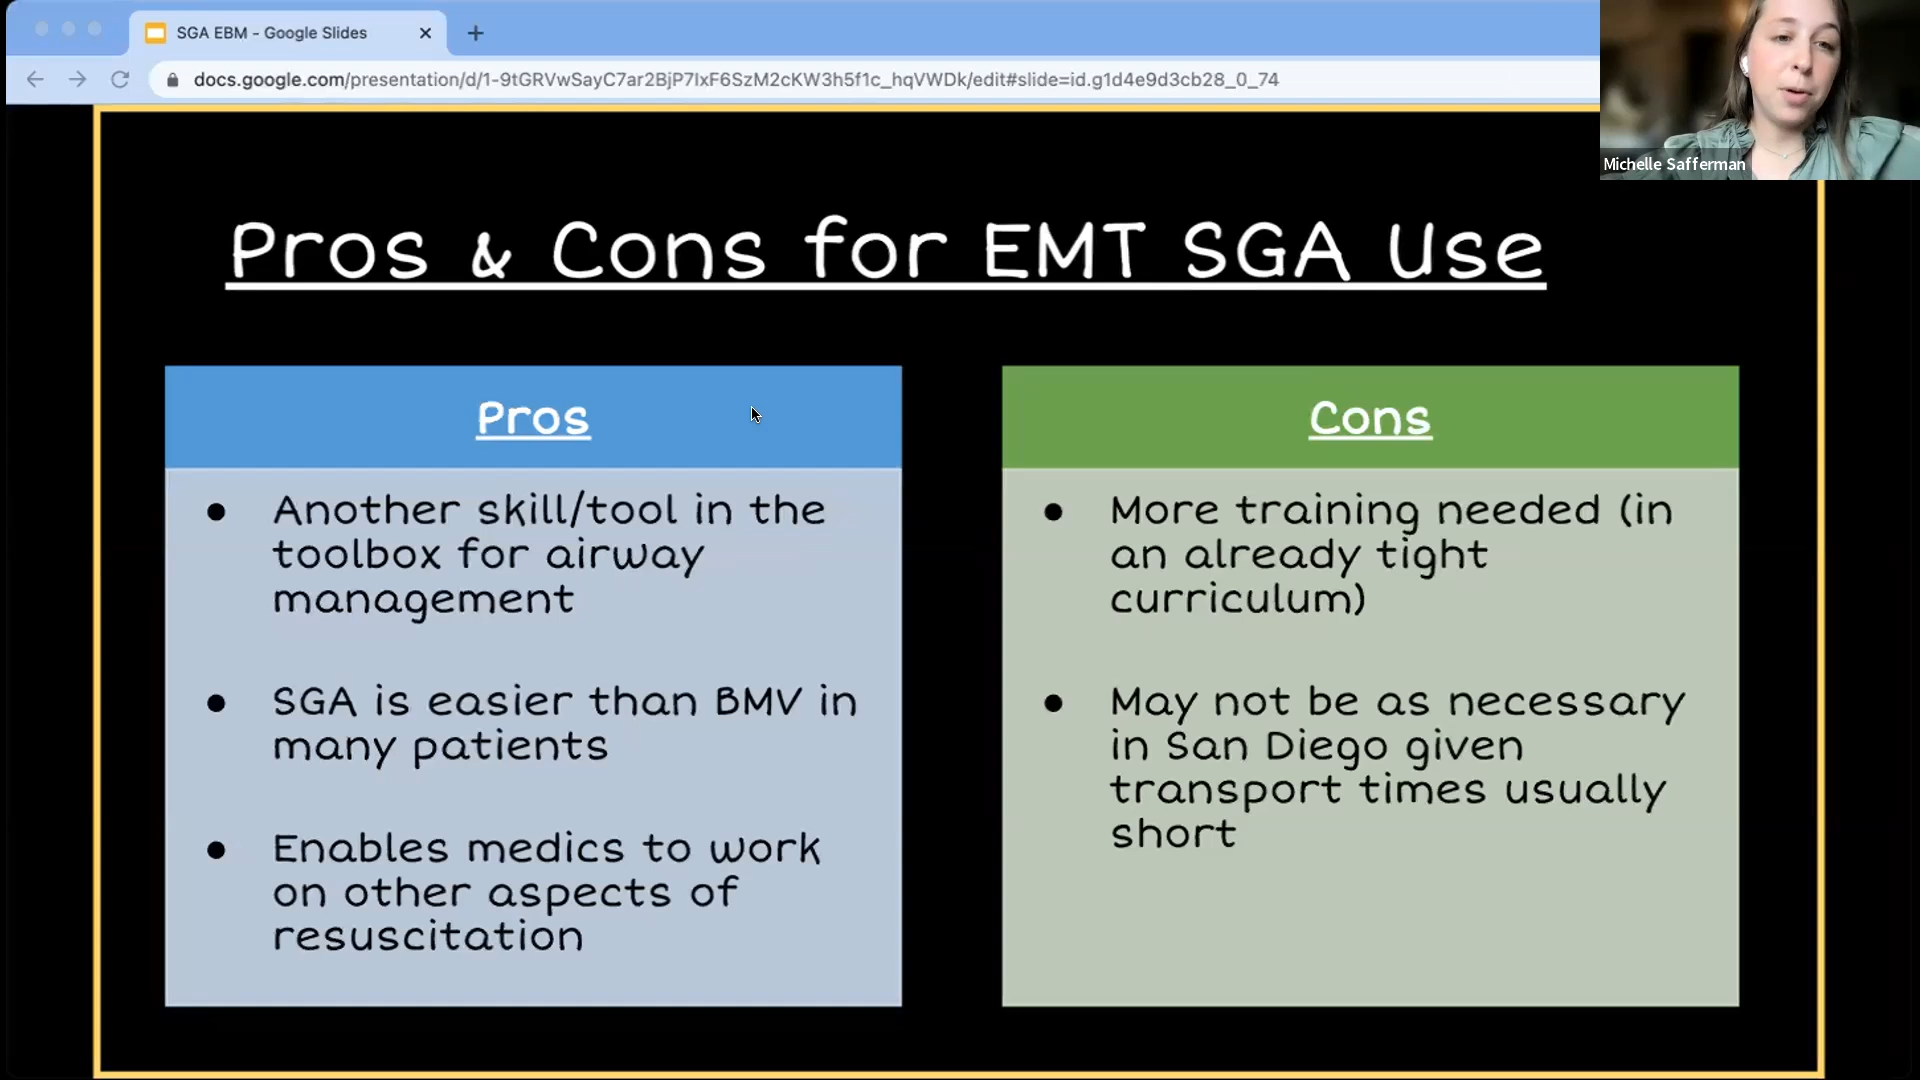 SGA EBM - Google Slides
docs.google.com/presentation/d/1-9tGRVwSayC7ar2BjP7IxF6SzM2cKW3h5f1c_hqVWDk/edit#slide=id.g1d4e9d3cb28_0_74
Michelle Safferman
Pros & Cons for EMT SGA Use
Pros
● Another skill/tool in the
toolbox for airway
management
● SGA is easier than BMV in
many patients
● Enables medics to work
on other aspects of
resuscitation
Cons
● More training needed (in
an already tight
curriculum)
● May not be as necessary
in San Diego given
transport times usually
short